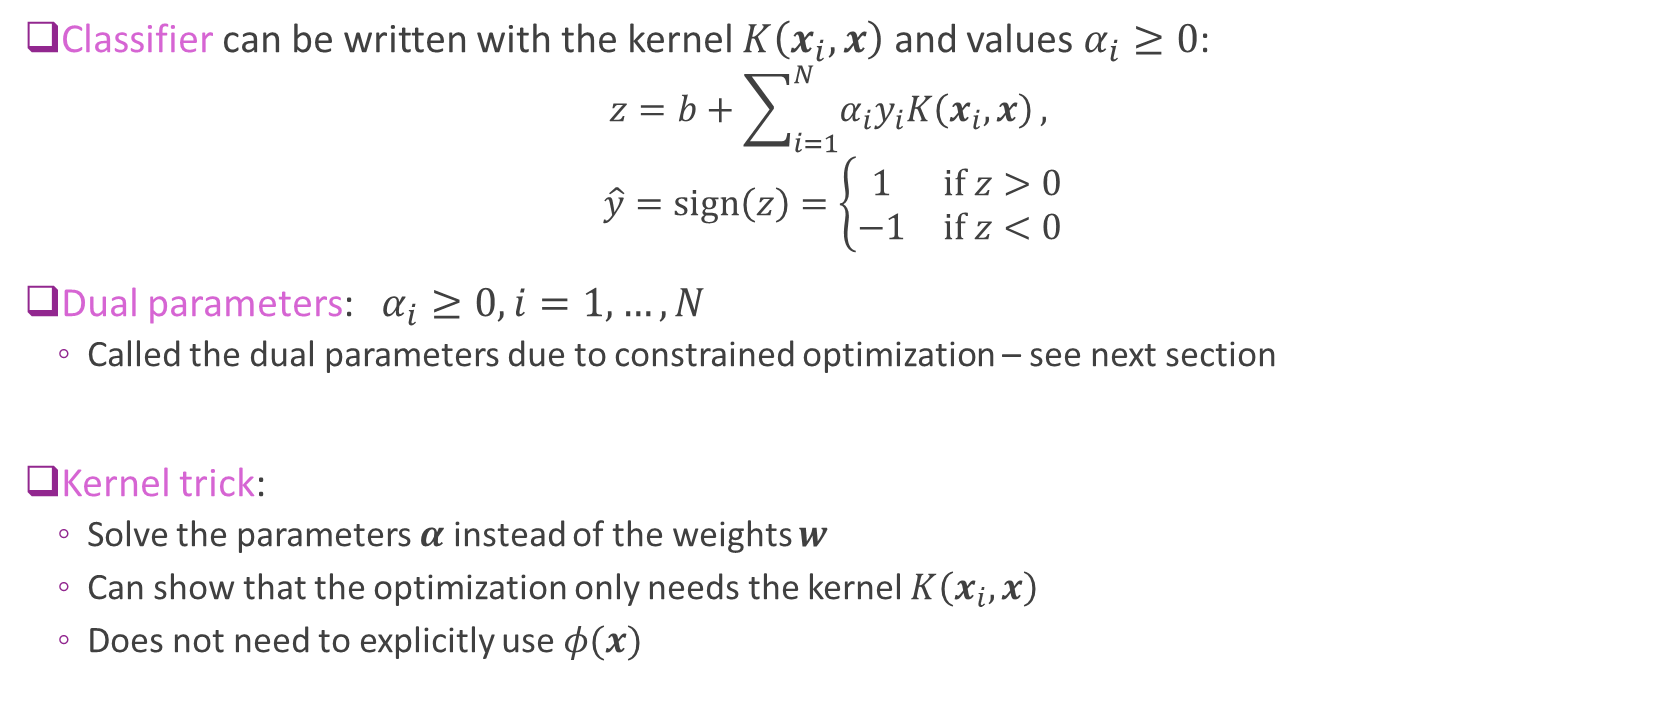 ❑Classifier can be written with the kernel K(𝒙ᵢ, 𝒙) and values αᵢ ≥ 0:
z = b + ∑ᵢ₌₁ᴺ αᵢyᵢK(𝒙ᵢ, 𝒙) ,
ŷ = sign(z) = { 1 if z > 0
−1 if z < 0
❑Dual parameters: αᵢ ≥ 0, i = 1, … , N
◦ Called the dual parameters due to constrained optimization – see next section
❑Kernel trick:
◦ Solve the parameters 𝜶 instead of the weights 𝒘
◦ Can show that the optimization only needs the kernel K(𝒙ᵢ, 𝒙)
◦ Does not need to explicitly use ϕ(𝒙)